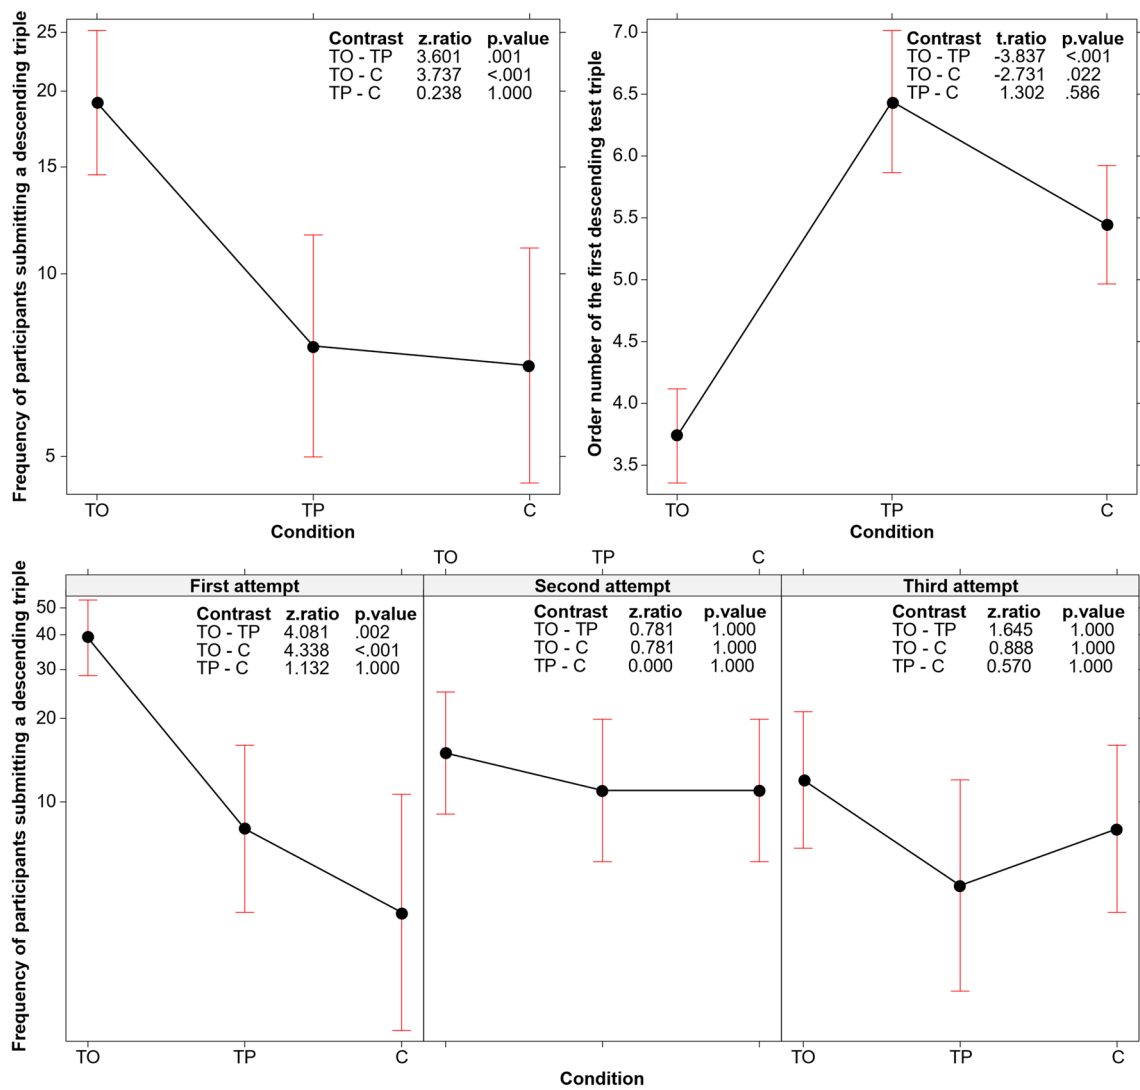 Frequency of participants submitting a descending triple
25
20
15
10
5
Contrast z.ratio p.value
TO - TP 3.601 .001
TO - C 3.737 <.001
TP - C 0.238 1.000
TO TP C
Condition
Order number of the first descending test triple
7.0
6.5
6.0
5.5
5.0
4.5
4.0
3.5
Contrast t.ratio p.value
TO - TP -3.837 <.001
TO - C -2.731 .022
TP - C 1.302 .586
TO TP C
Condition
Frequency of participants submitting a descending triple
50
40
30
20
10
TO TP C
First attempt
Contrast z.ratio p.value
TO - TP 4.081 .002
TO - C 4.338 <.001
TP - C 1.132 1.000
Second attempt
Contrast z.ratio p.value
TO - TP 0.781 1.000
TO - C 0.781 1.000
TP - C 0.000 1.000
Third attempt
Contrast z.ratio p.value
TO - TP 1.645 1.000
TO - C 0.888 1.000
TP - C 0.570 1.000
TO TP C
TO TP C
Condition